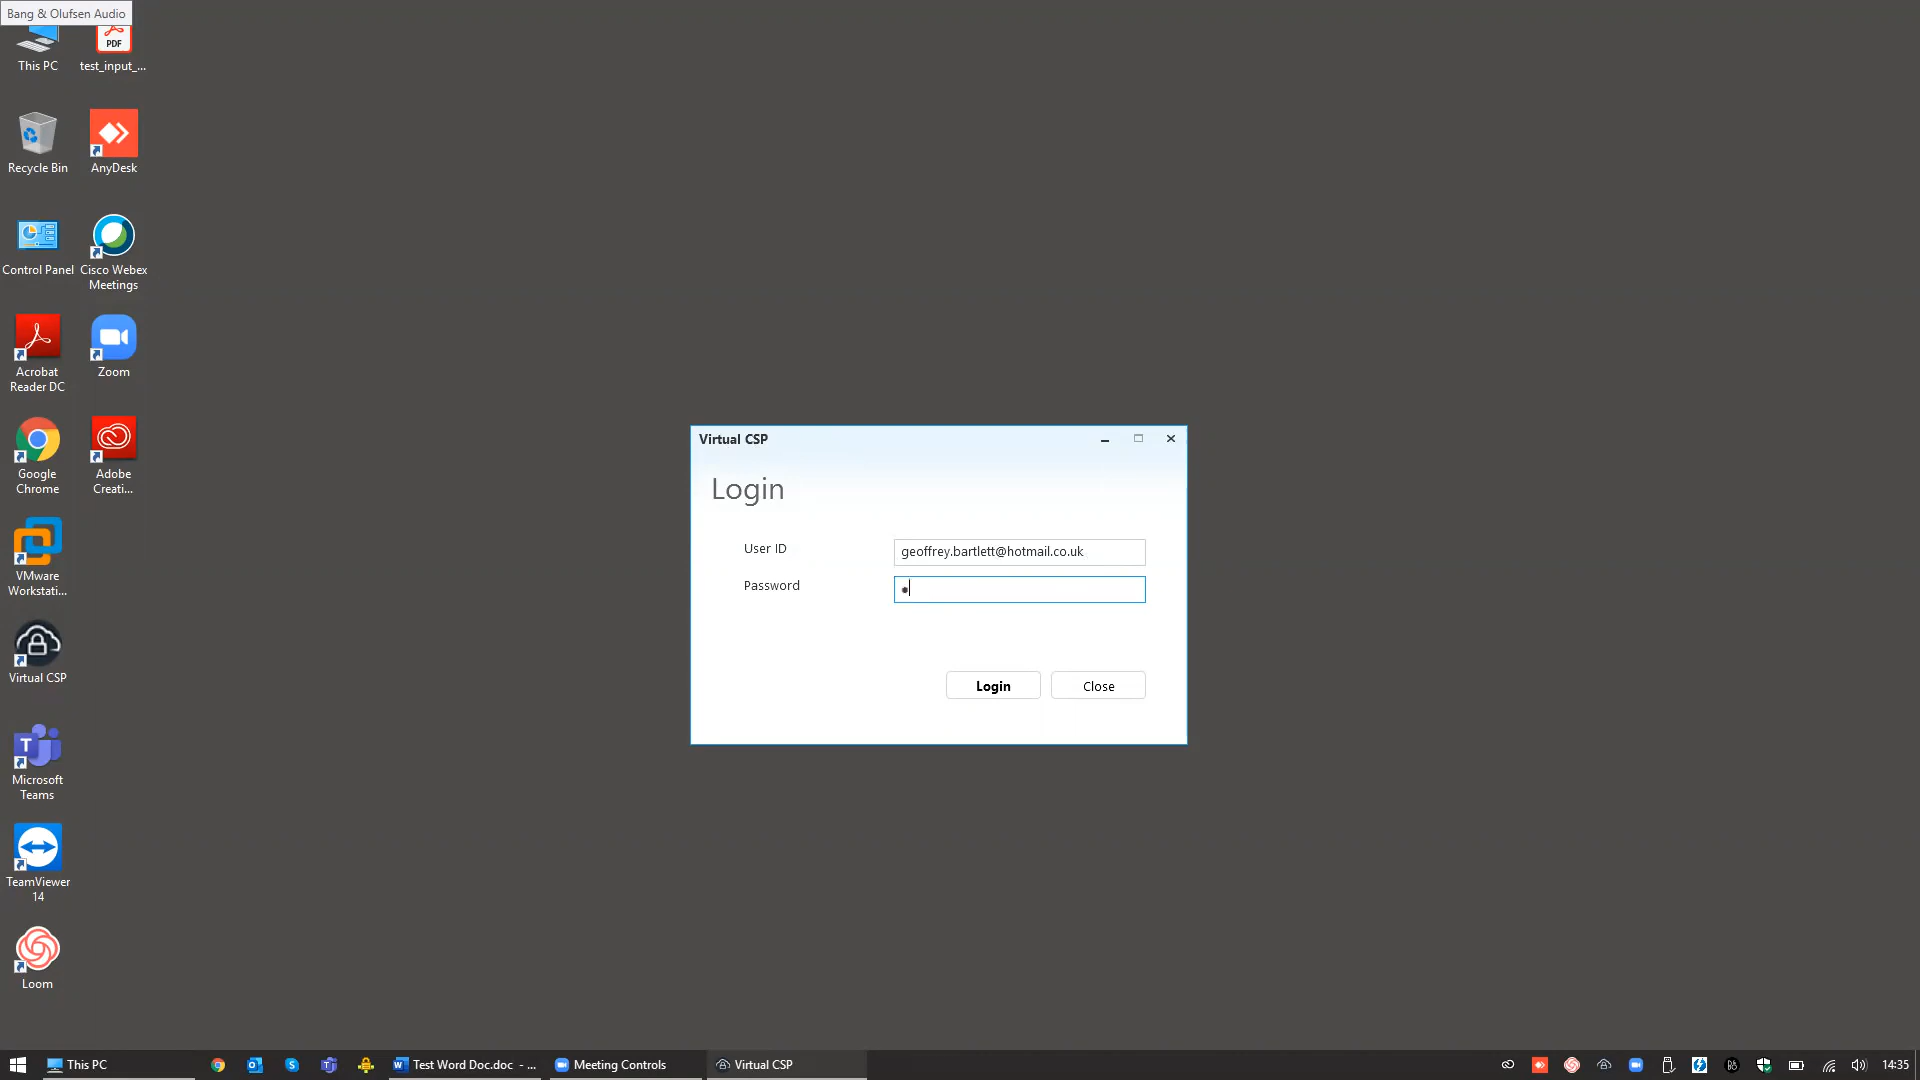 Bang & Olufsen Audio
This PC
PDF
test_input_...
Recycle Bin
AnyDesk
Control Panel
Cisco Webex
Meetings
Acrobat
Reader DC
Zoom
Google
Chrome
Adobe
Creati...
VMware
Workstati...
Virtual CSP
Microsoft
Teams
TeamViewer
14
Loom
Virtual CSP
Login
User ID
geoffrey.bartlett@hotmail.co.uk
Password
Login
Close
This PC
Test Word Doc.doc - ...
Meeting Controls
Virtual CSP
14:35